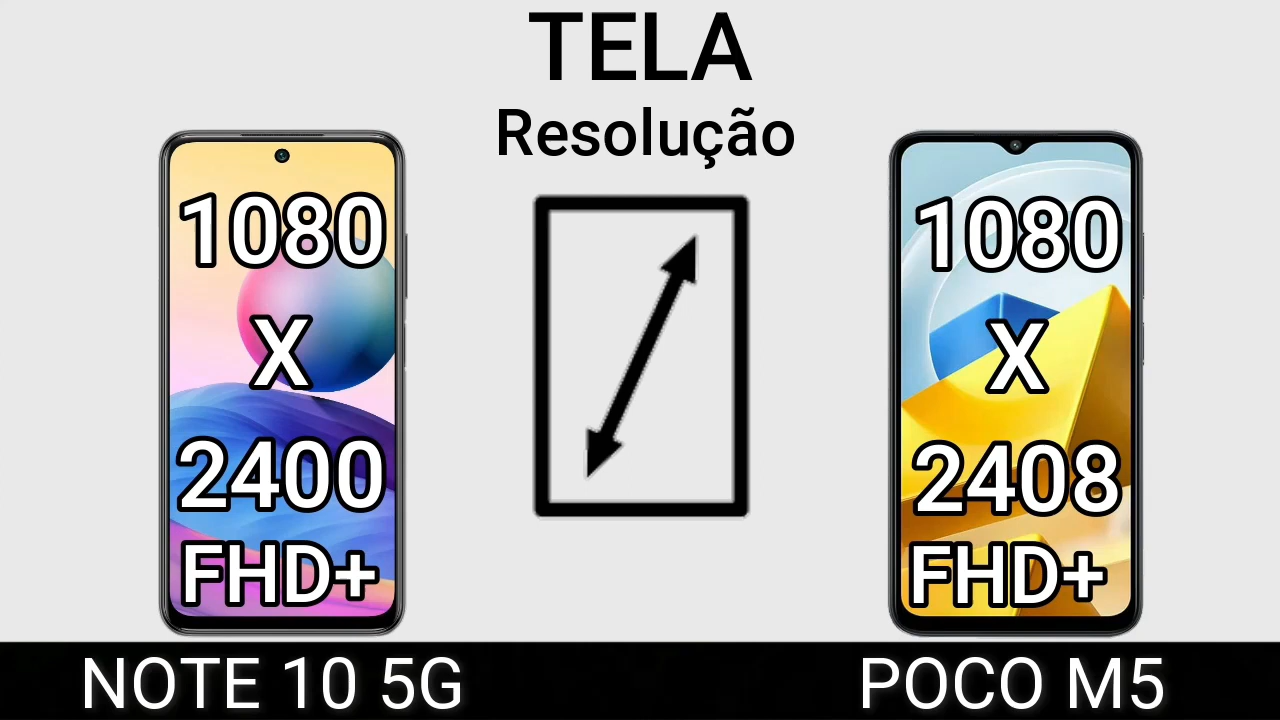 TELA
Resolução
1080
X
2400
FHD+
1080
X
2408
FHD+
NOTE 10 5G
POCO M5